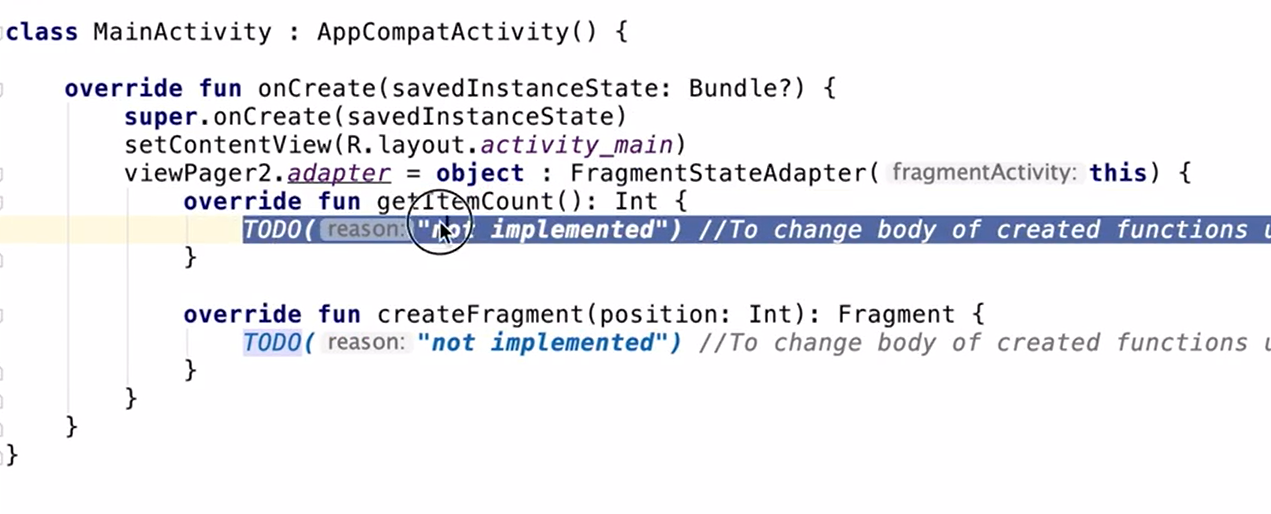 class MainActivity : AppCompatActivity() {
override fun onCreate(savedInstanceState: Bundle?) {
super.onCreate(savedInstanceState)
setContentView(R.layout.activity_main)
viewPager2.adapter = object : FragmentStateAdapter( fragmentActivity: this) {
override fun getItemCount(): Int {
TODO( reason: "not implemented") //To change body of created functions u
}
override fun createFragment(position: Int): Fragment {
TODO( reason: "not implemented") //To change body of created functions u
}
}
}
}